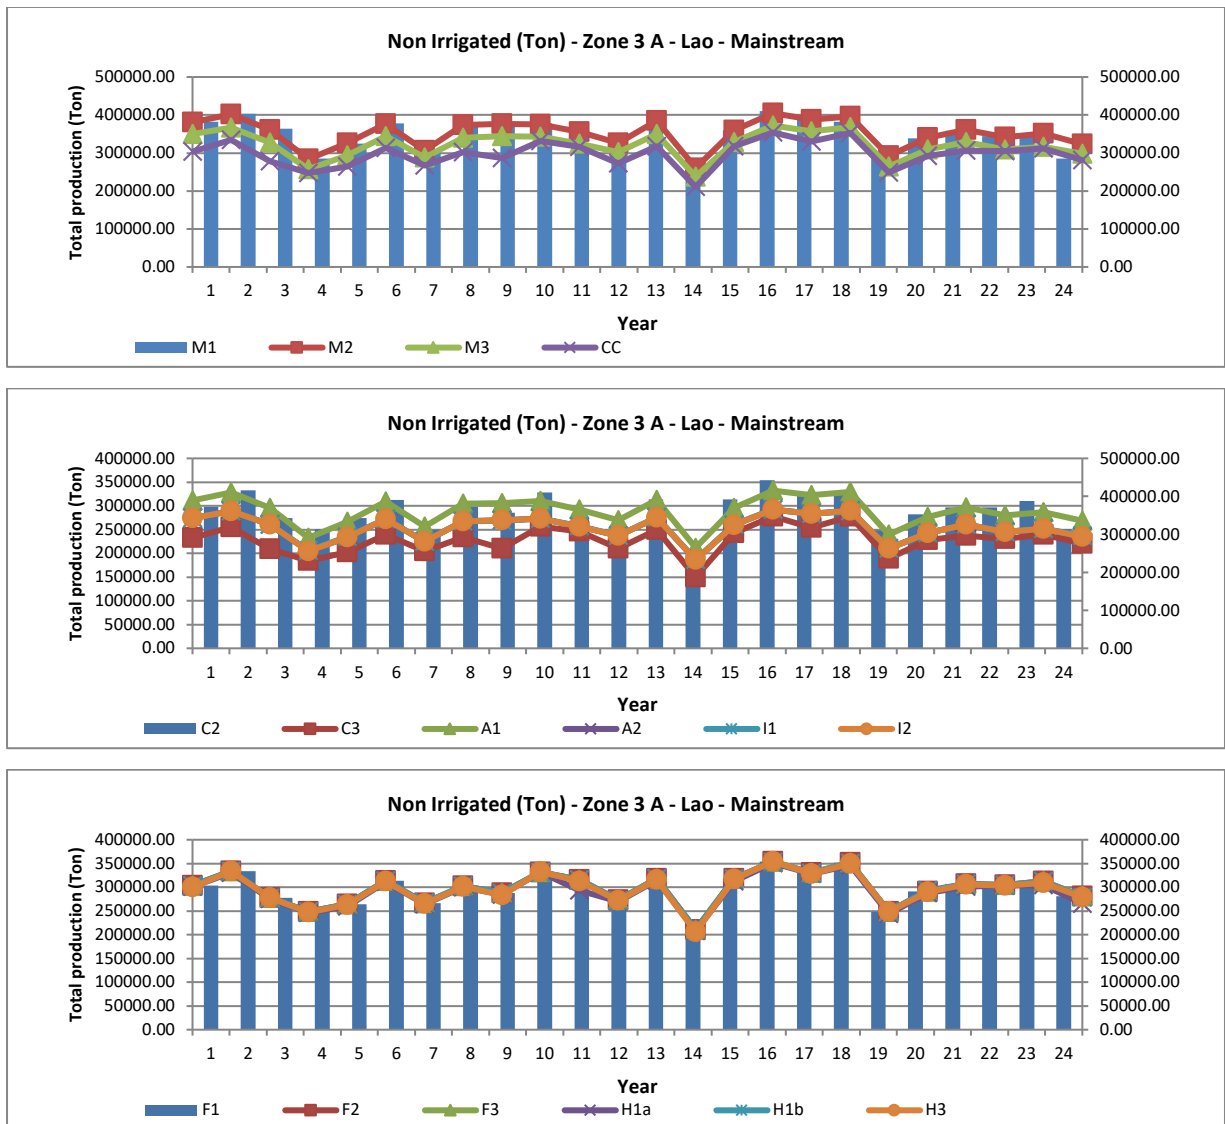 Non Irrigated (Ton) - Zone 3 A - Lao - Mainstream
Total production (Ton)
500000.00 500000.00
400000.00 400000.00
300000.00 300000.00
200000.00 200000.00
100000.00 100000.00
0.00 0.00
1 2 3 4 5 6 7 8 9 10 11 12 13 14 15 16 17 18 19 20 21 22 23 24
Year
M1 M2 M3 CC
Non Irrigated (Ton) - Zone 3 A - Lao - Mainstream
Total production (Ton)
400000.00 500000.00
350000.00
300000.00 400000.00
250000.00 300000.00
200000.00
150000.00 200000.00
100000.00 100000.00
50000.00
0.00 0.00
1 2 3 4 5 6 7 8 9 10 11 12 13 14 15 16 17 18 19 20 21 22 23 24
Year
C2 C3 A1 A2 I1 I2
Non Irrigated (Ton) - Zone 3 A - Lao - Mainstream
Total production (Ton)
400000.00 400000.00
350000.00 350000.00
300000.00 300000.00
250000.00 250000.00
200000.00 200000.00
150000.00 150000.00
100000.00 100000.00
50000.00 50000.00
0.00 0.00
1 2 3 4 5 6 7 8 9 10 11 12 13 14 15 16 17 18 19 20 21 22 23 24
Year
F1 F2 F3 H1a H1b H3